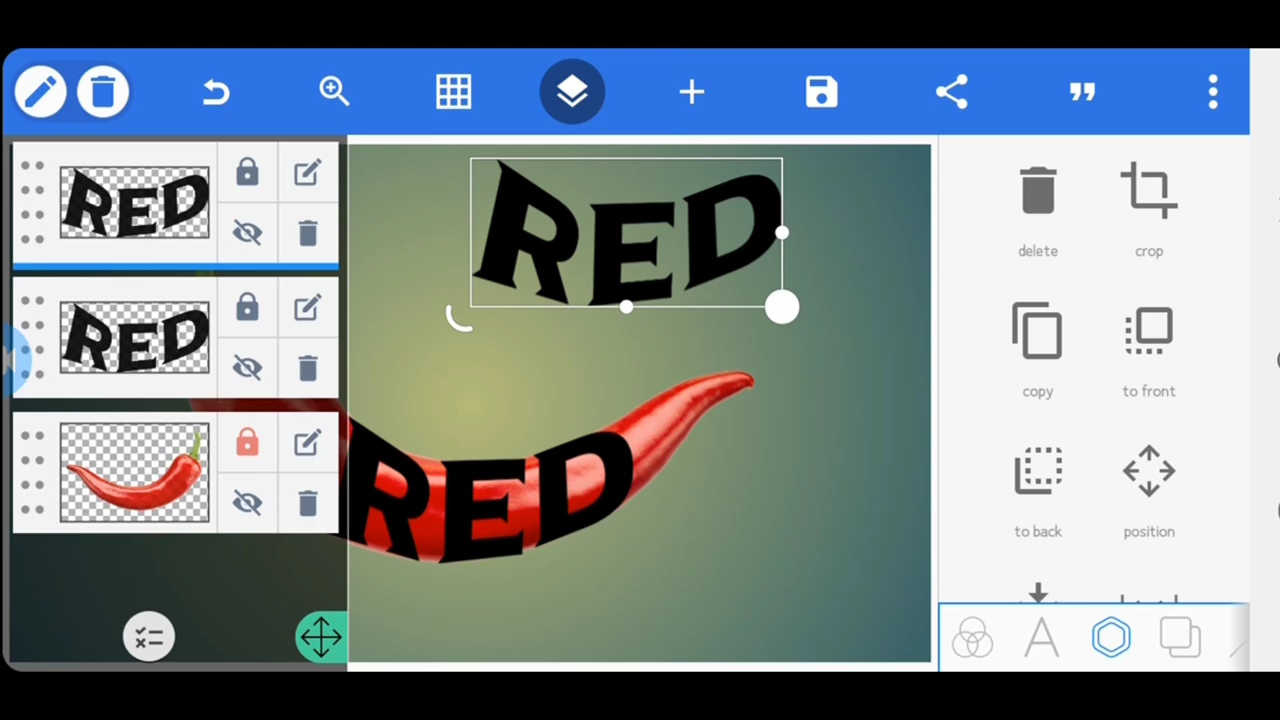 RED
RED
RED
RED
delete
crop
copy
to front
to back
position